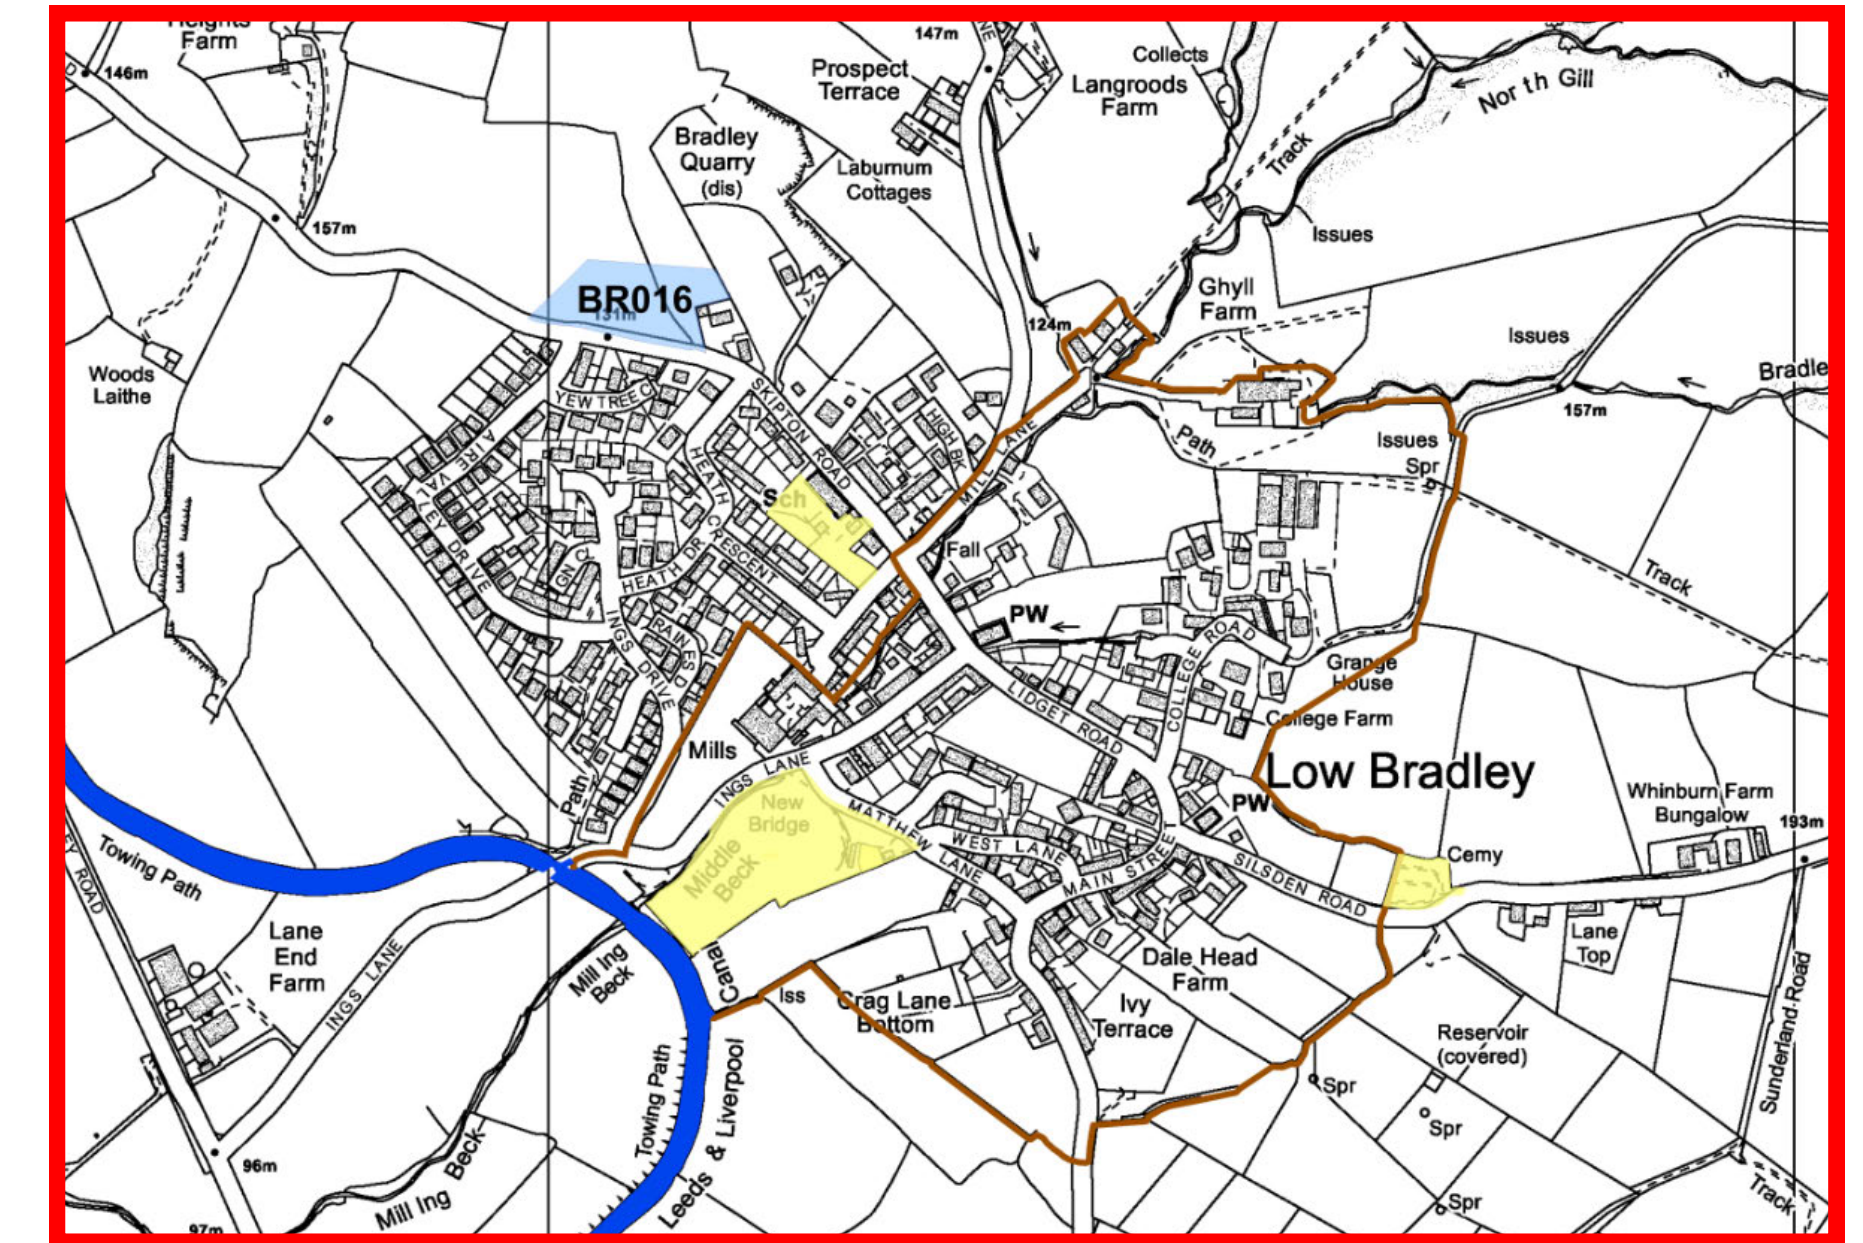 Heights
Farm
146m
157m
147m
Prospect
Terrace
Collects
Langroods
Farm
North Gill
Track
Bradley
Quarry
(dis)
Laburnum
Cottages
Issues
BR016
131m
124m
Ghyll
Farm
Issues
Bradle
157m
Woods
Laithe
YEW TREE C
SKIPTON ROAD
HIGH BK
MILL LANE
Path
Issues
Spr
AIRE VALLEY DRIVE
HEATH CRESCENT
Sch
GN CL
HEATH DR
Fall
Track
INGS DRIVE
RAINES D
PW
COLLEGE ROAD
Grange
House
LIDGET ROAD
College Farm
Mills
INGS LANE
Low Bradley
Path
New
Bridge
Middle
Beck
MATTHEW LANE
WEST LANE
MAIN STREET
PW
Whinburn Farm
Bungalow
193m
SILSDEN ROAD
Cemy
Towing Path
EY ROAD
Lane
End
Farm
INGS LANE
Mill Ing
Beck
Canal
Iss
Crag Lane
Bottom
Ivy
Terrace
Dale Head
Farm
Lane
Top
Reservoir
(covered)
Sunderland Road
Spr
Spr
Spr
Track
Towing Path
Leeds & Liverpool
96m
Mill Ing Beck
97m